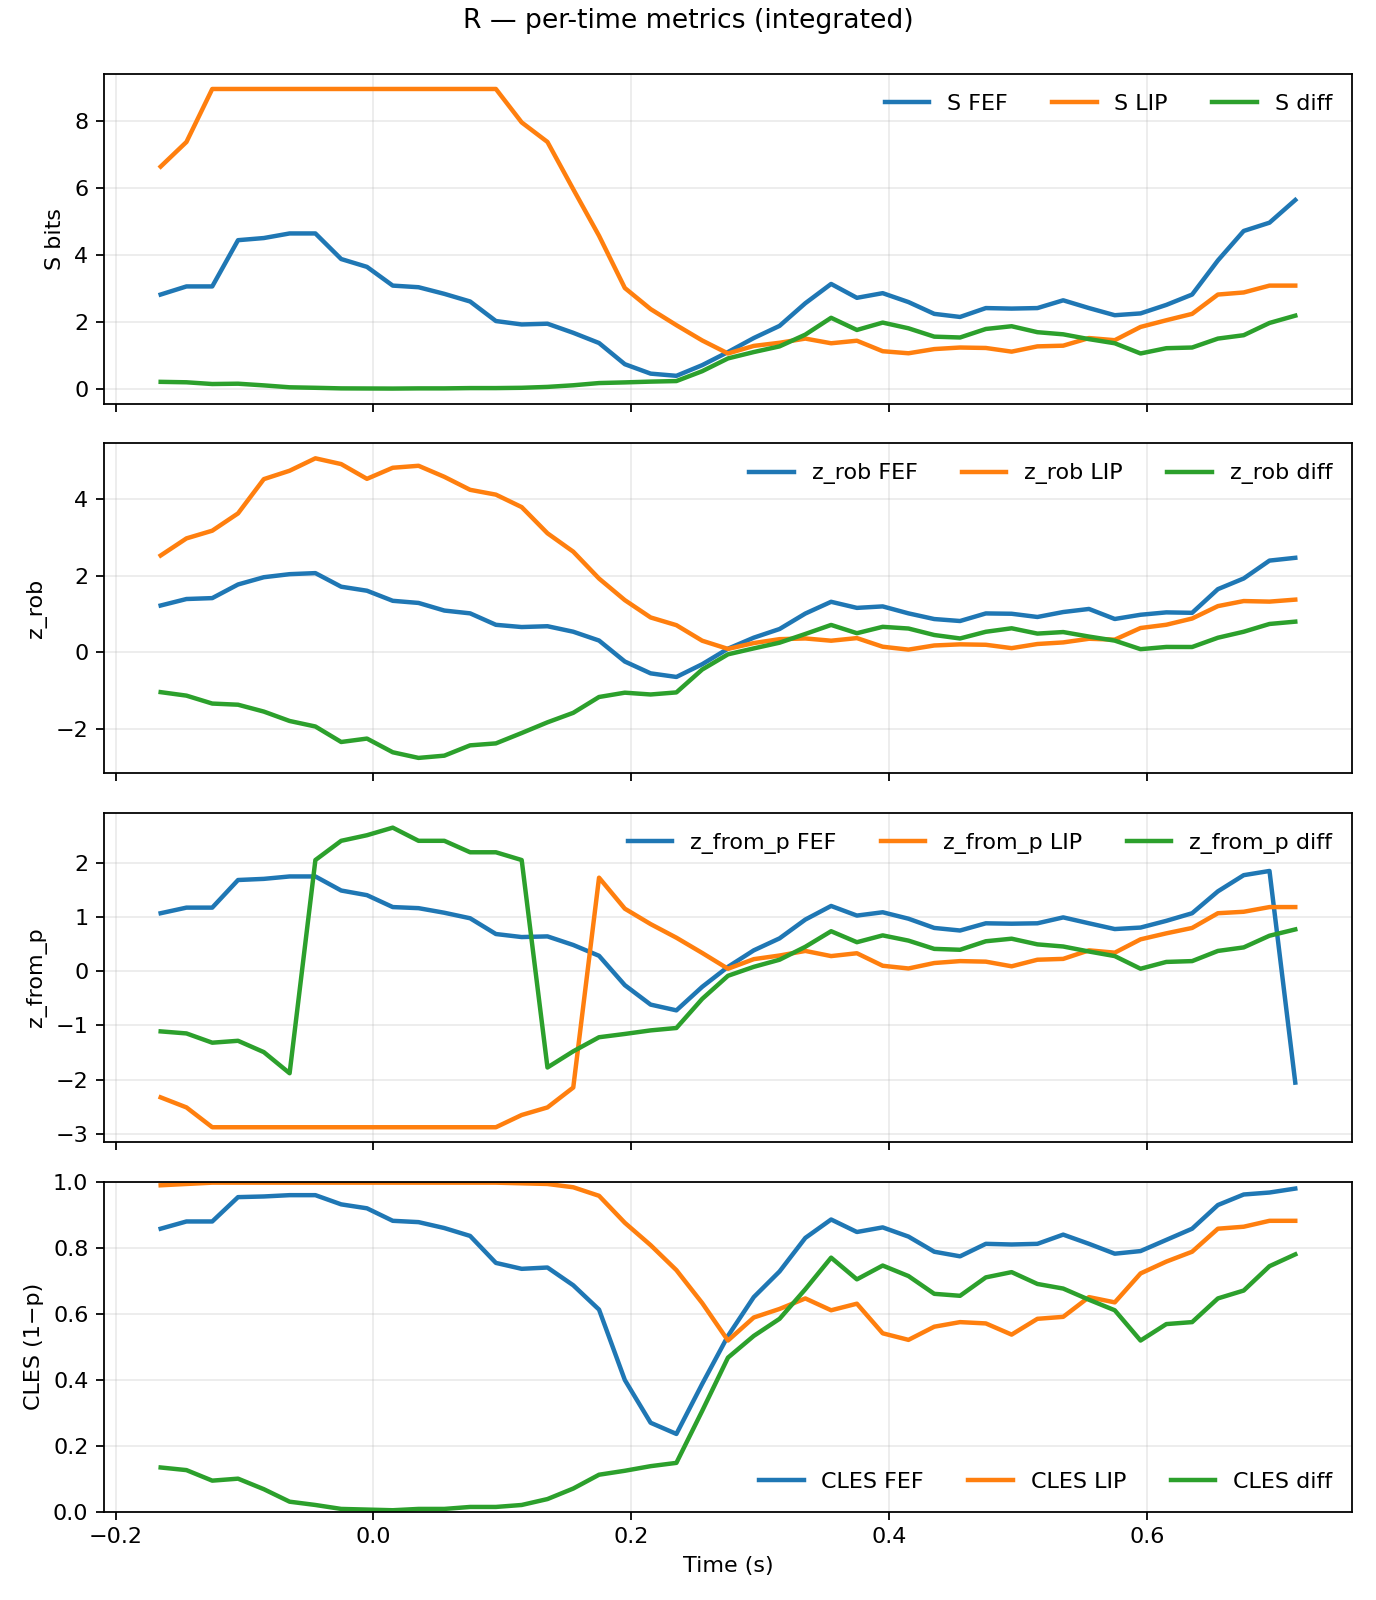 R — per-time metrics (integrated)
S FEF S LIP S diff
8
6
4
2
0
S bits
z_rob FEF z_rob LIP z_rob diff
4
2
0
−2
z_rob
z_from_p FEF z_from_p LIP z_from_p diff
2
1
0
−1
−2
−3
z_from_p
1.0
0.8
0.6
0.4
0.2
0.0
CLES (1−p)
CLES FEF CLES LIP CLES diff
−0.2 0.0 0.2 0.4 0.6
Time (s)